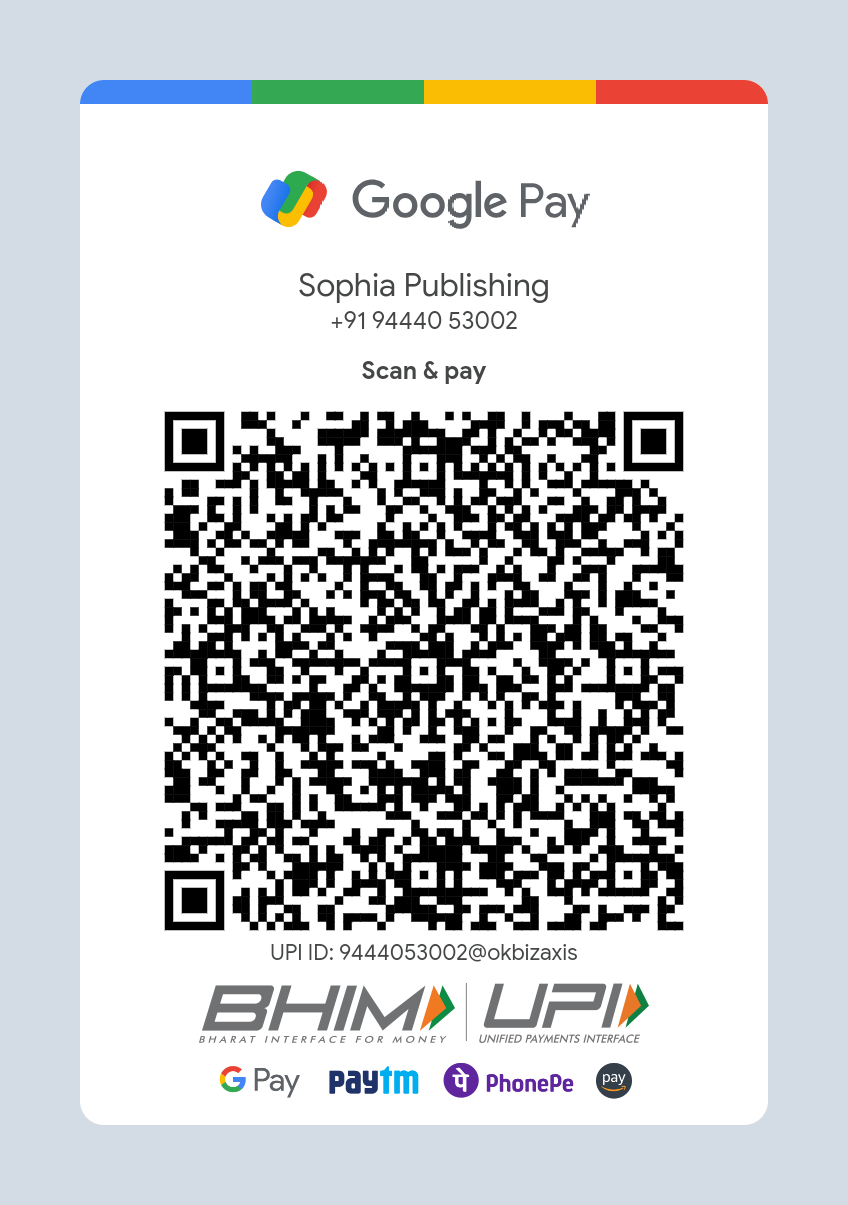 Google Pay
Sophia Publishing
+91 94440 53002
Scan & pay
UPI ID: 9444053002@okbizaxis
BHIM UPI
BHARAT INTERFACE FOR MONEY UNIFIED PAYMENTS INTERFACE
G Pay paytm पे PhonePe pay